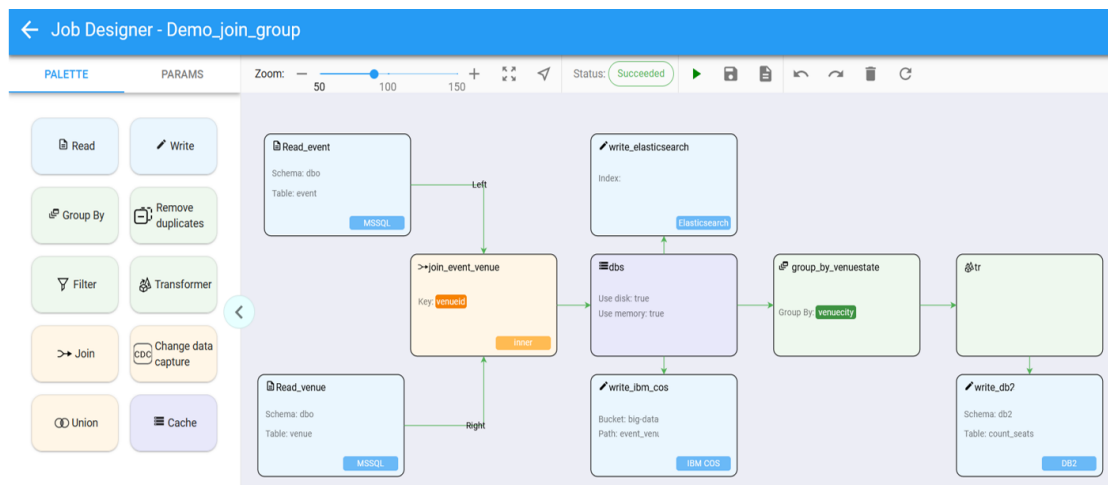 Job Designer - Demo_join_group
PALETTE
PARAMS
Zoom:
50
100
150
Status:
Succeeded
Read
Write
Group By
Remove
duplicates
Filter
Transformer
Join
CDC
Change data
capture
Union
Cache
Read_event
Schema: dbo
Table: event
MSSQL
Left
write_elasticsearch
Index:
Elasticsearch
join_event_venue
Key: venueid
Inner
dbs
Use disk: true
Use memory: true
group_by_venuestate
Group By: venuecity
tr
Read_venue
Schema: dbo
Table: venue
MSSQL
Right
write_ibm_cos
Bucket: big-data
Path: event_venu
IBM COS
write_db2
Schema: db2
Table: count_seats
DB2